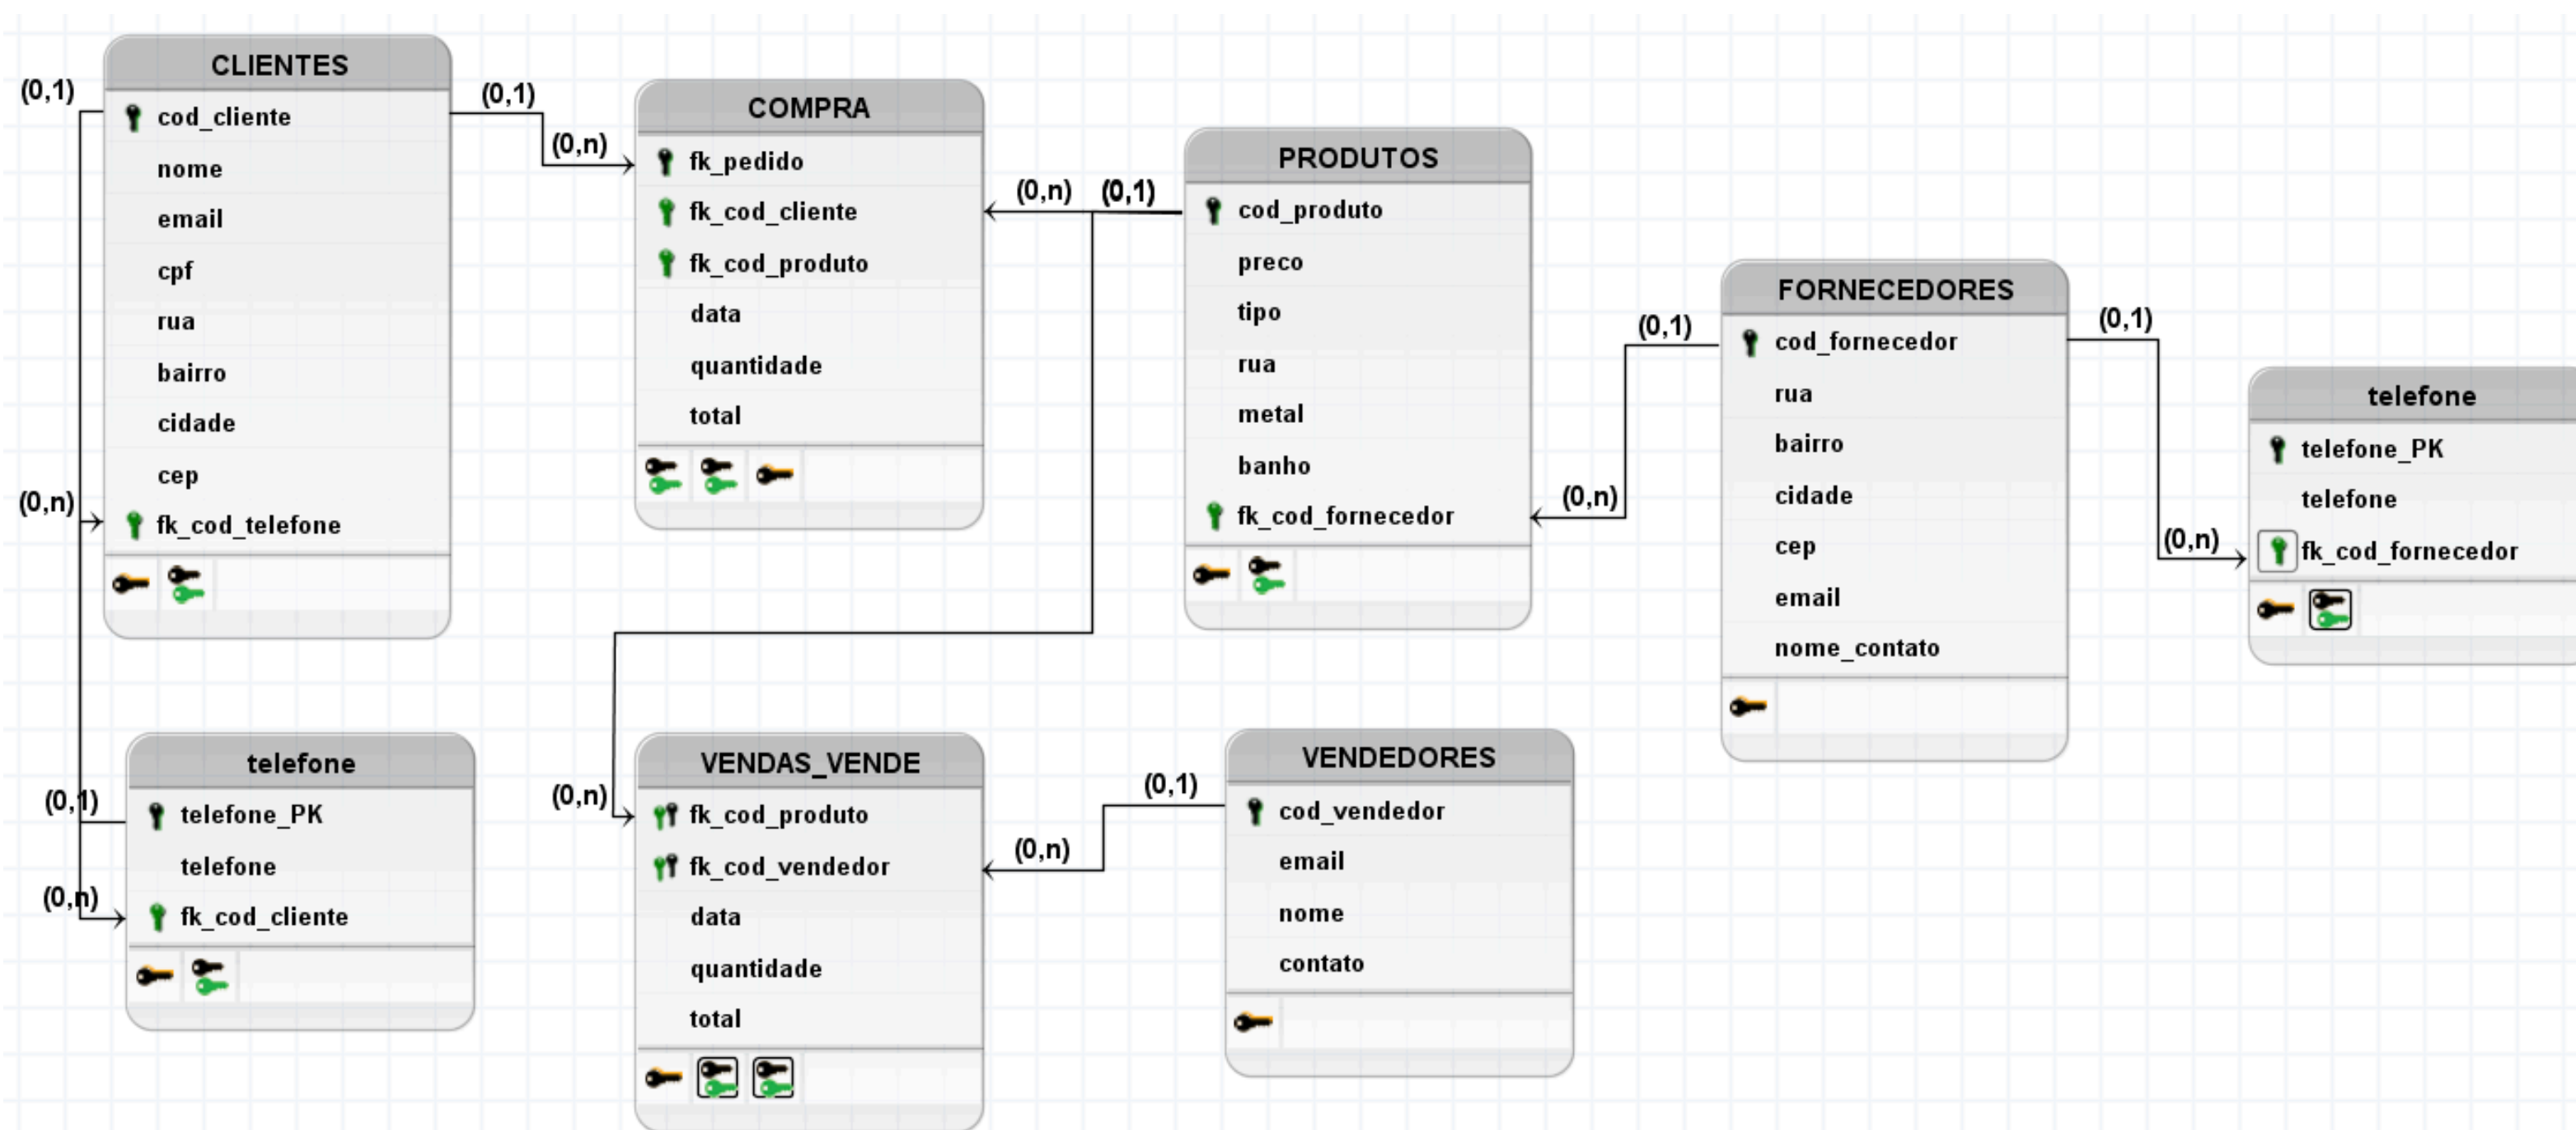 CLIENTES
(0,1)
cod_cliente
nome
email
cpf
rua
bairro
cidade
cep
(0,n)
fk_cod_telefone
(0,1)
(0,n)
COMPRA
fk_pedido
fk_cod_cliente
fk_cod_produto
data
quantidade
total
(0,n)
(0,1)
PRODUTOS
cod_produto
preco
tipo
rua
metal
banho
fk_cod_fornecedor
(0,1)
(0,n)
FORNECEDORES
cod_fornecedor
rua
bairro
cidade
cep
email
nome_contato
(0,1)
(0,n)
telefone
telefone_PK
telefone
fk_cod_fornecedor
telefone
(0,1)
telefone_PK
telefone
(0,n)
fk_cod_cliente
VENDAS_VENDE
(0,n)
fk_cod_produto
fk_cod_vendedor
data
quantidade
total
(0,1)
(0,n)
VENDEDORES
cod_vendedor
email
nome
contato